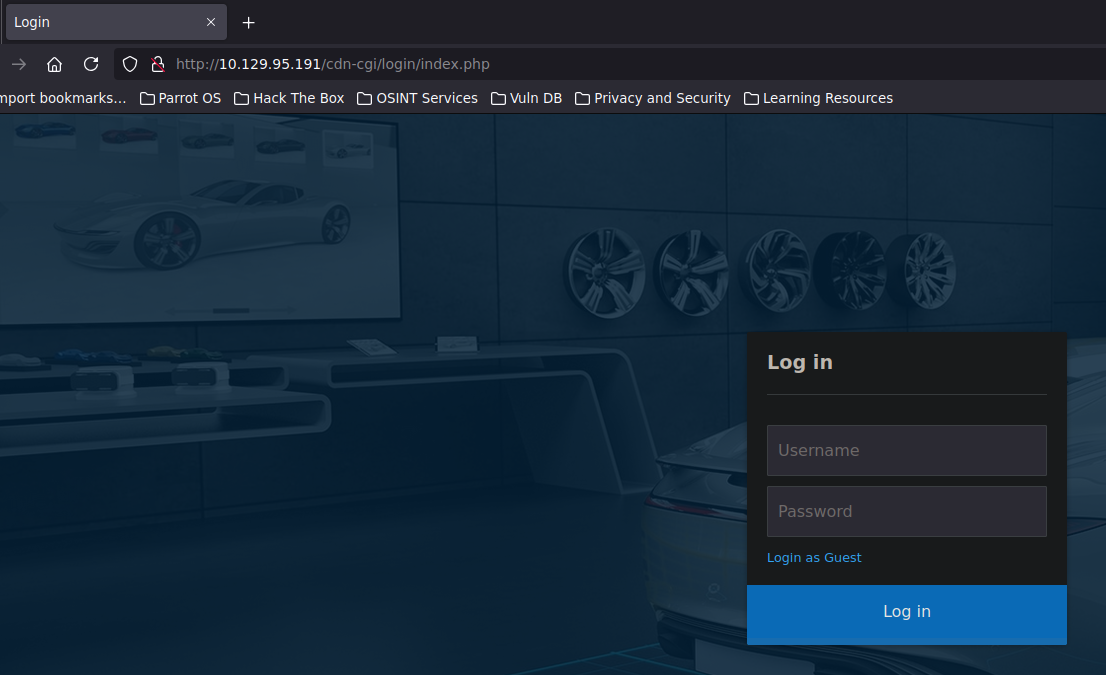 Login
http://10.129.95.191/cdn-cgi/login/index.php
mport bookmarks… Parrot OS Hack The Box OSINT Services Vuln DB Privacy and Security Learning Resources
Log in
Username
Password
Login as Guest
Log in